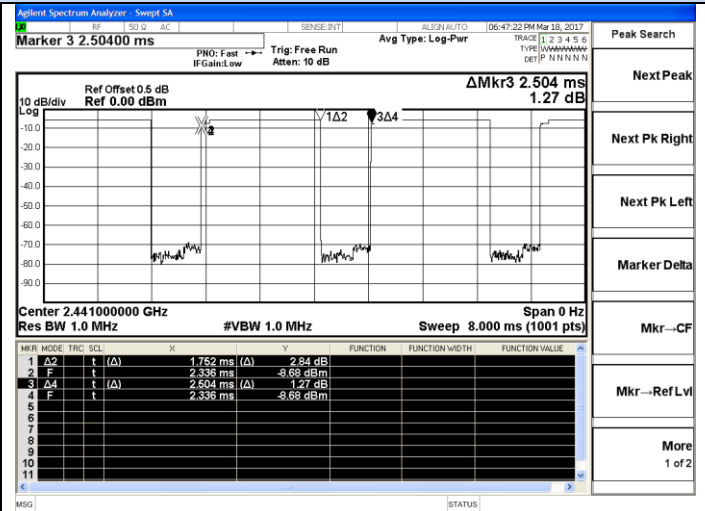 Agilent Spectrum Analyzer - Swept SA
LXI RF 50 Ω AC SENSE:INT ALIGN AUTO 06:47:22 PM Mar 18, 2017
Marker 3 2.50400 ms
PNO: Fast Trig: Free Run Avg Type: Log-Pwr TRACE 1 2 3 4 5 6
IFGain:Low Atten: 10 dB TYPE WWWWWW
DET P N N N N N
Ref Offset 0.5 dB ΔMkr3 2.504 ms
10 dB/div Ref 0.00 dBm 1.27 dB
Log
1Δ2 3Δ4
-10.0
-20.0
-30.0
-40.0
-50.0
-60.0
-70.0
-80.0
-90.0
Center 2.441000000 GHz Span 0 Hz
Res BW 1.0 MHz #VBW 1.0 MHz Sweep 8.000 ms (1001 pts)
MKR MODE TRC SCL X Y FUNCTION FUNCTION WIDTH FUNCTION VALUE
1 Δ2 t (Δ) 1.752 ms (Δ) 2.84 dB
2 F t 2.336 ms -8.68 dBm
3 Δ4 t (Δ) 2.504 ms (Δ) 1.27 dB
4 F t 2.336 ms -8.68 dBm
5
6
7
8
9
10
11
MSG STATUS
Peak Search
Next Peak
Next Pk Right
Next Pk Left
Marker Delta
Mkr→CF
Mkr→Ref Lvl
More
1 of 2